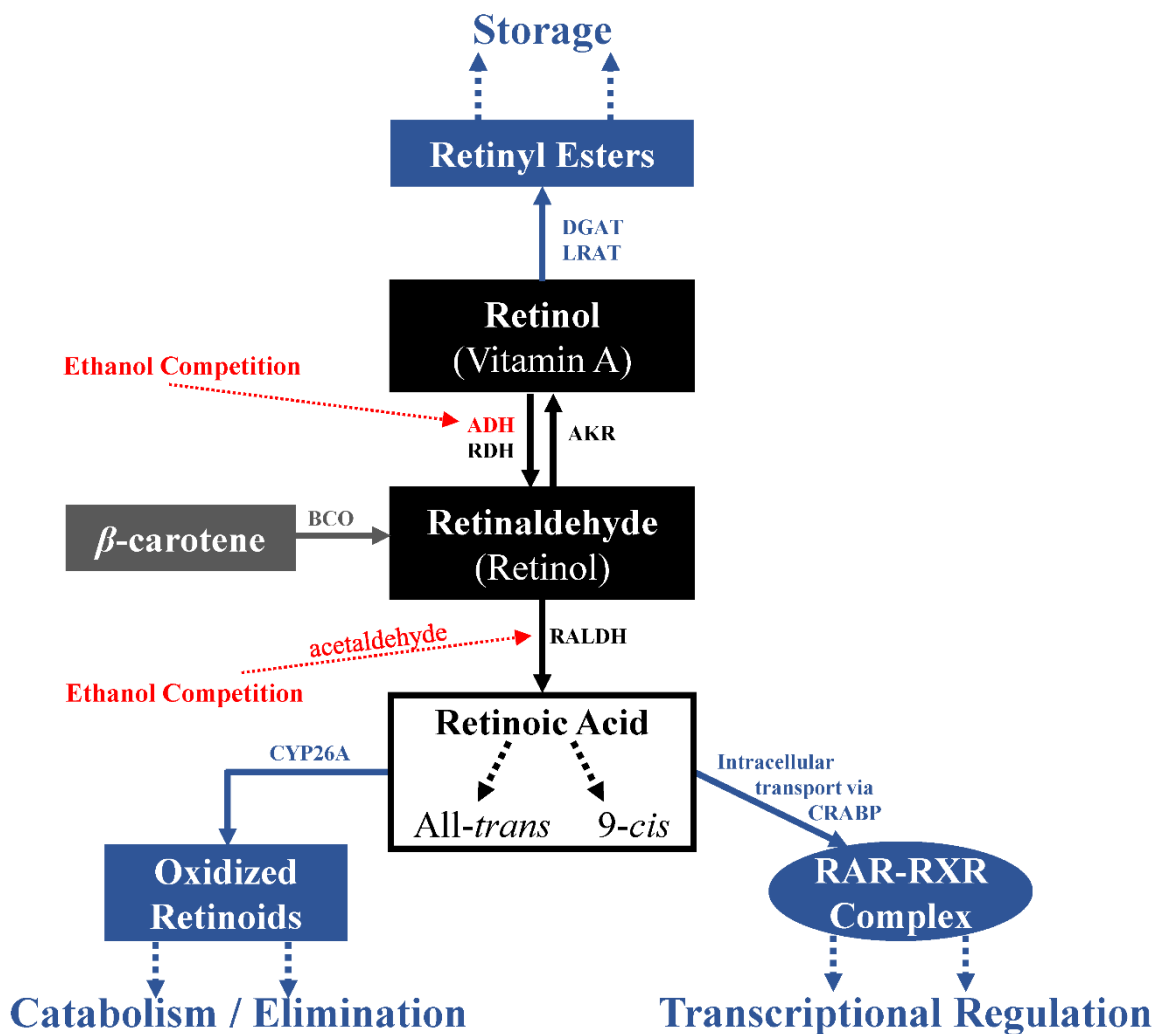 Storage
Retinyl Esters
DGAT
LRAT
Retinol
(Vitamin A)
Ethanol Competition
ADH
RDH
AKR
β-carotene
BCO
Retinaldehyde
(Retinol)
acetaldehyde
RALDH
Ethanol Competition
Retinoic Acid
All-trans
9-cis
CYP26A
Intracellular
transport via
CRABP
Oxidized
Retinoids
RAR-RXR
Complex
Catabolism / Elimination
Transcriptional Regulation